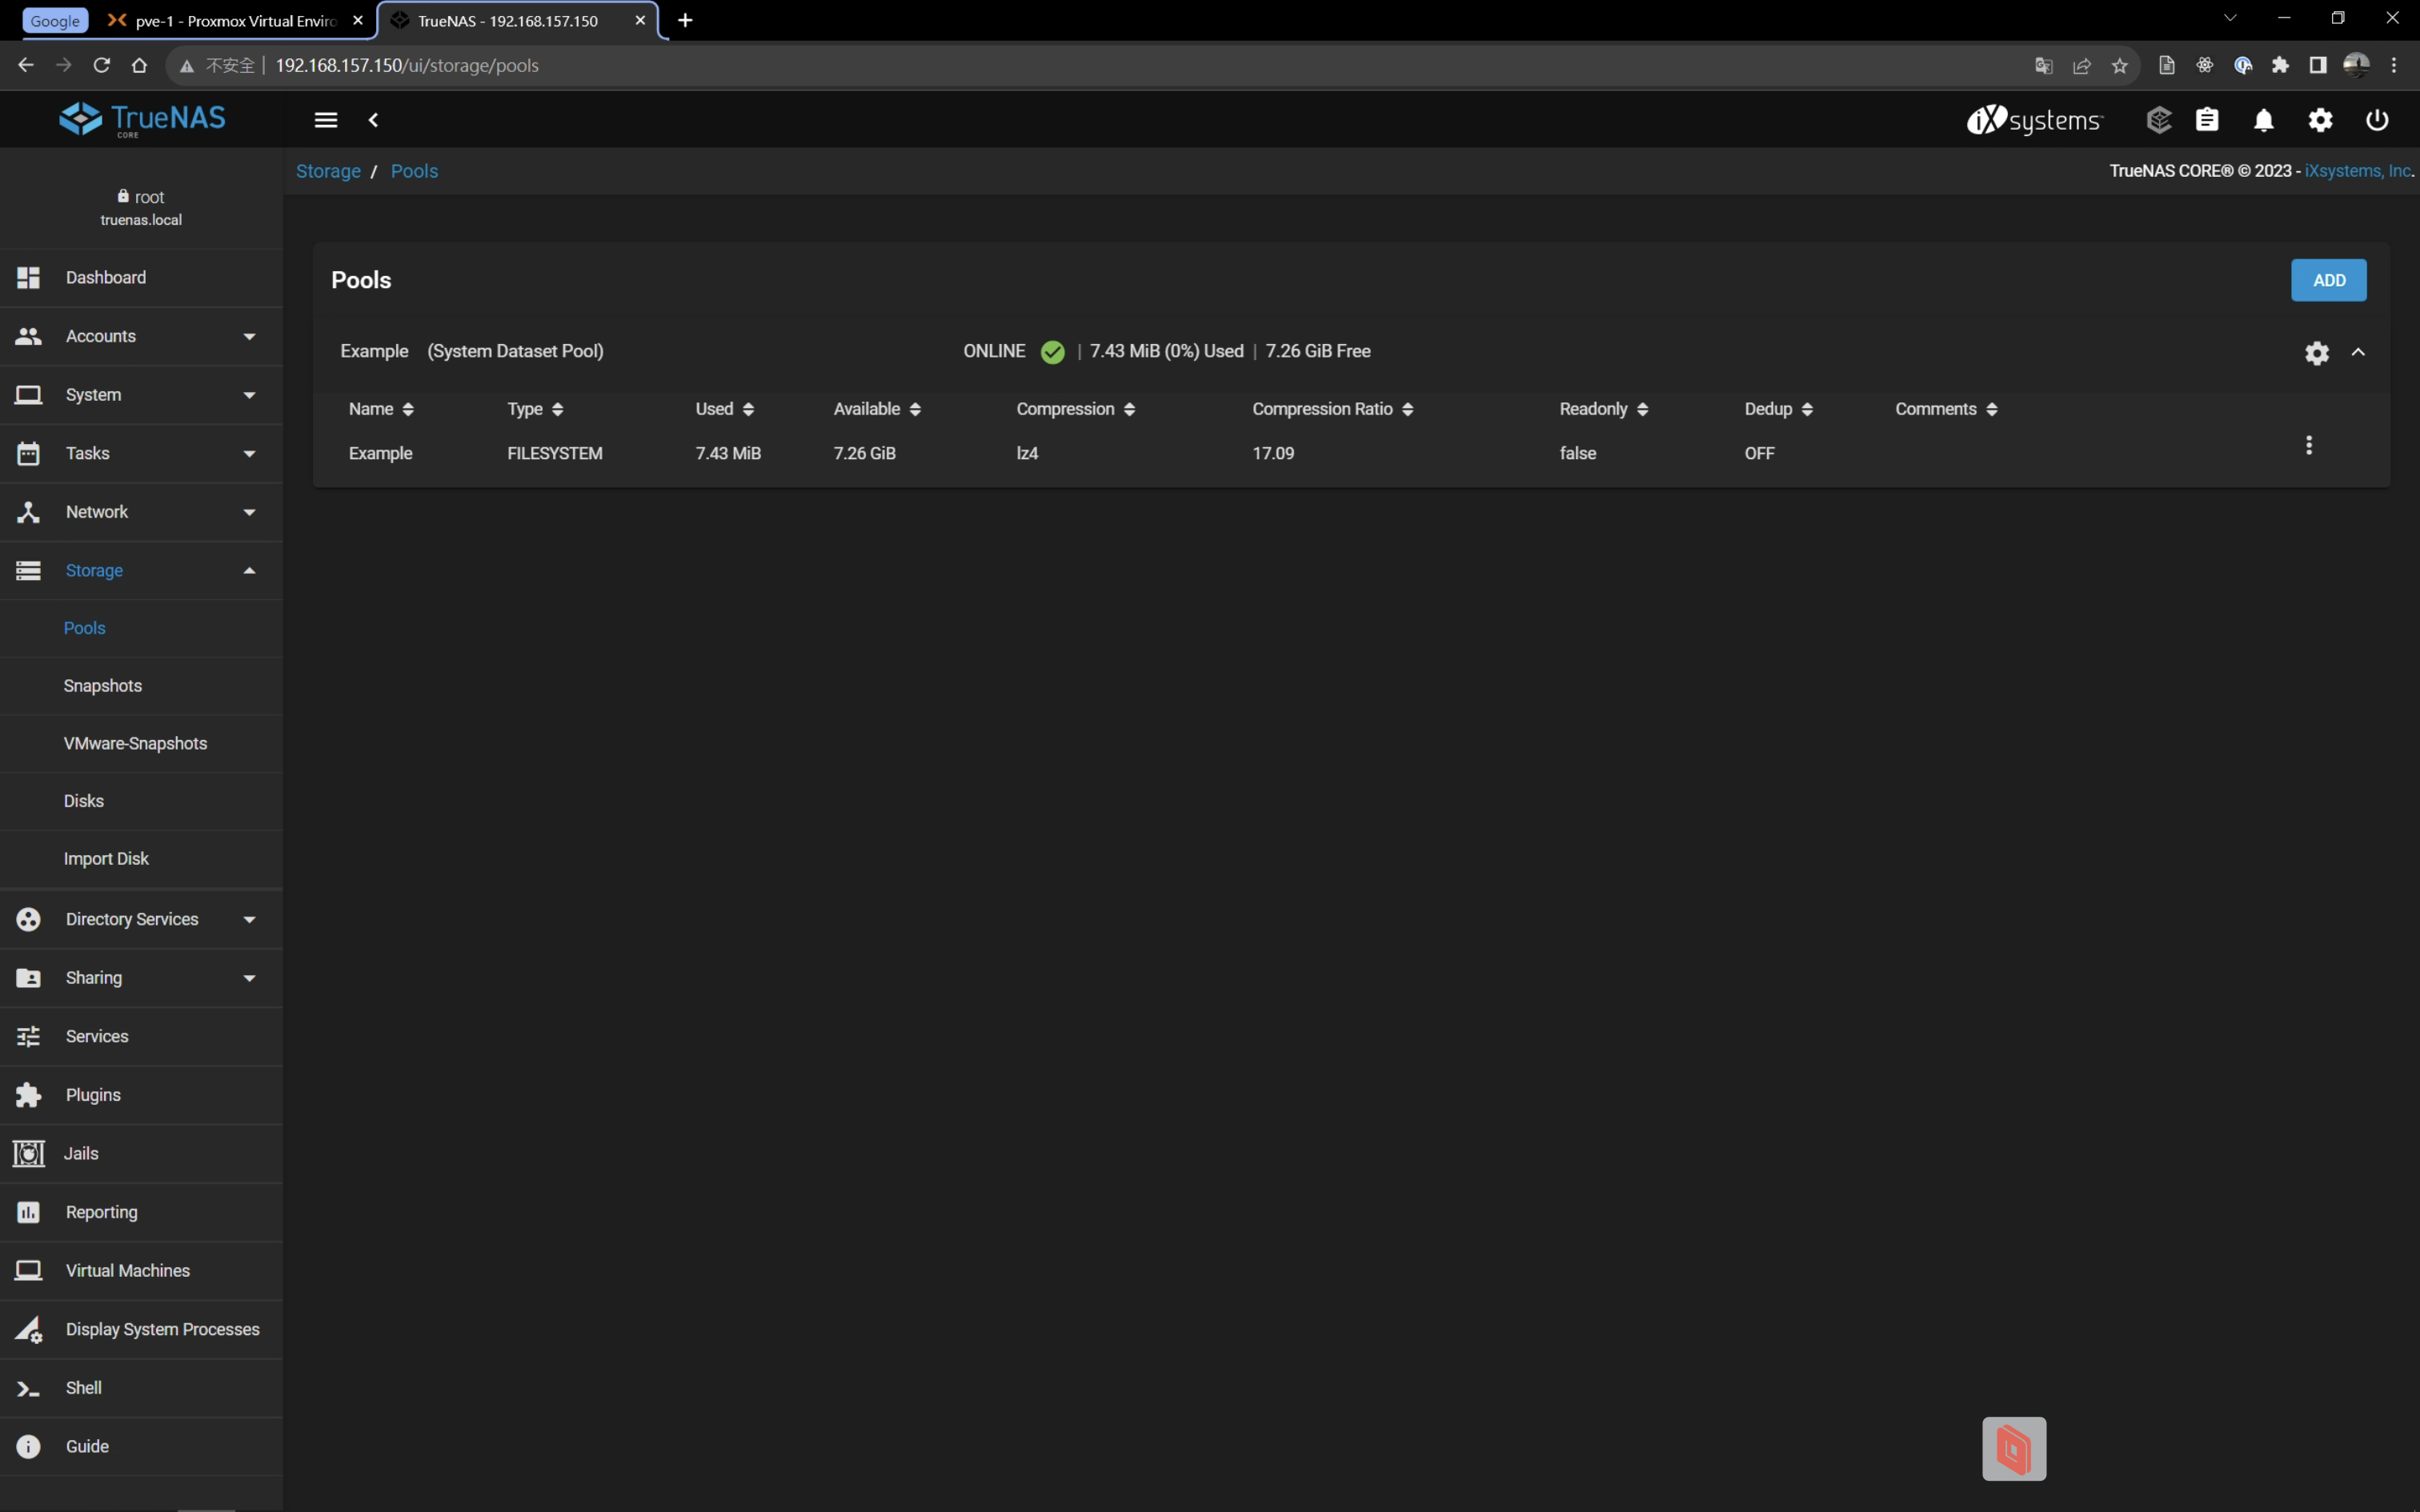 Google
pve-1 - Proxmox Virtual Enviro
TrueNAS - 192.168.157.150
不安全 | 192.168.157.150/ui/storage/pools
TrueNAS
CORE
iXsystems™
root
truenas.local
Storage / Pools
TrueNAS CORE® © 2023 - iXsystems, Inc.
Dashboard
Accounts
System
Tasks
Network
Storage
Pools
Snapshots
VMware-Snapshots
Disks
Import Disk
Directory Services
Sharing
Services
Plugins
Jails
Reporting
Virtual Machines
Display System Processes
Shell
Guide
Pools
ADD
Example (System Dataset Pool) ONLINE | 7.43 MiB (0%) Used | 7.26 GiB Free
Name Type Used Available Compression Compression Ratio Readonly Dedup Comments
Example FILESYSTEM 7.43 MiB 7.26 GiB lz4 17.09 false OFF